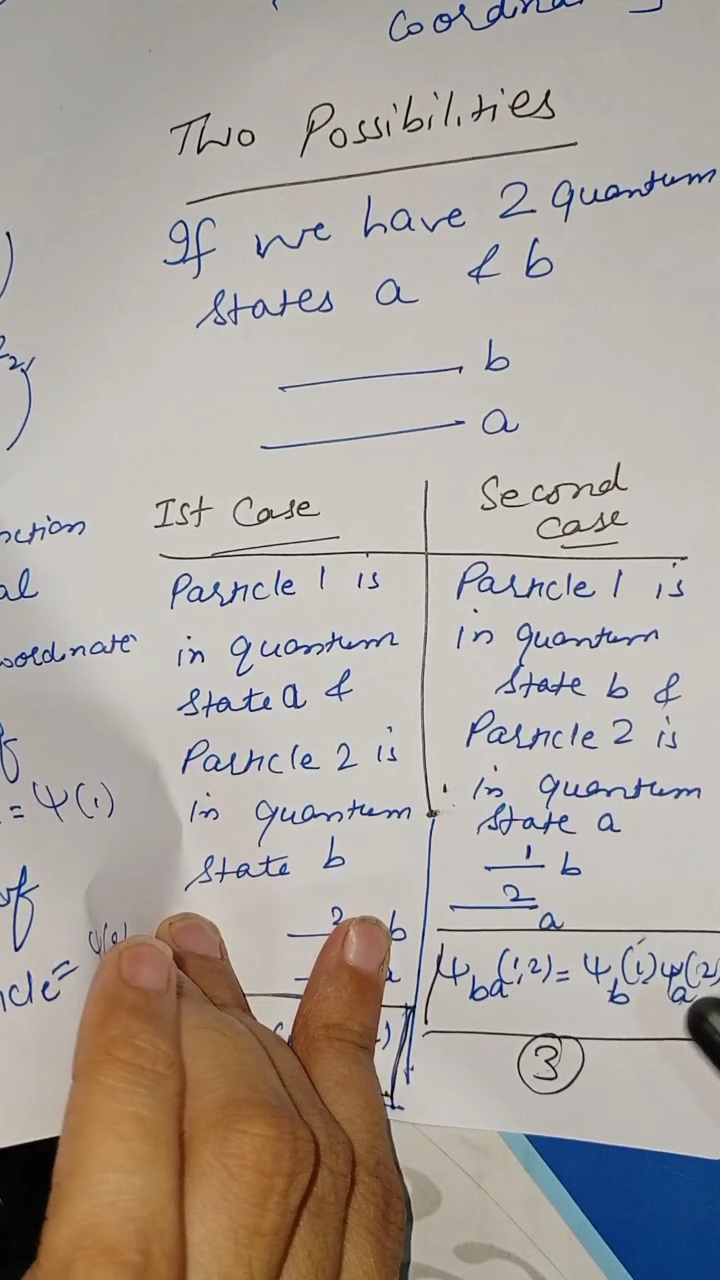 Two Possibilities
If we have 2 quantum
states a & b
b
a
Ist Case
Particle 1 is
in quantum
state a &
Particle 2 is
in quantum
state b
2 b
Second
Case
Particle 1 is
in quantum
state b &
Particle 2 is
in quantum
state a
1 b
2 a
Ψba(1,2) = Ψb(1)Ψa(2)
3
= Ψ(1)